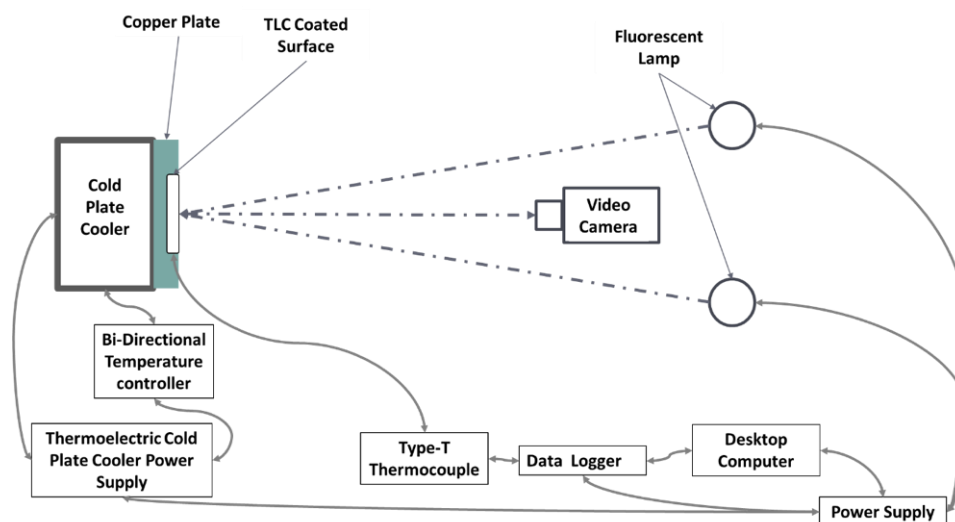 Copper Plate
TLC Coated
Surface
Fluorescent
Lamp
Cold
Plate
Cooler
Video
Camera
Bi-Directional
Temperature
controller
Thermoelectric Cold
Plate Cooler Power
Supply
Type-T
Thermocouple
Data Logger
Desktop
Computer
Power Supply